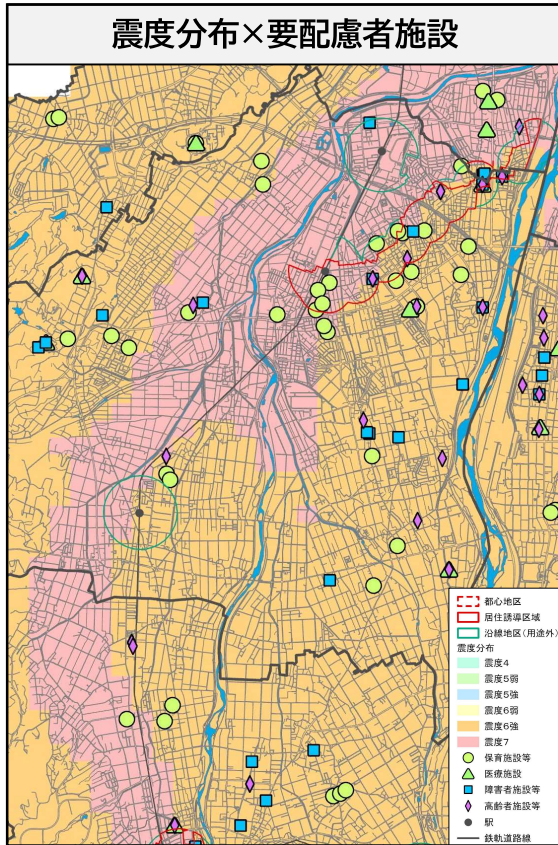 震度分布×要配慮者施設
都心地区
居住誘導区域
沿線地区(用途外)
震度分布
震度4
震度5弱
震度5強
震度6弱
震度6強
震度7
保育施設等
医療施設
障害者施設等
高齢者施設等
駅
鉄軌道路線